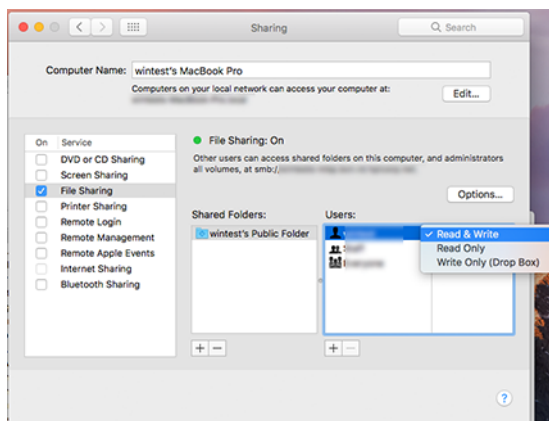 Sharing
Search
Computer Name: wintest's MacBook Pro
Computers on your local network can access your computer at:
Edit...
On Service
DVD or CD Sharing
Screen Sharing
File Sharing
Printer Sharing
Remote Login
Remote Management
Remote Apple Events
Internet Sharing
Bluetooth Sharing
File Sharing: On
Other users can access shared folders on this computer, and administrators
all volumes, at smb:/
Options...
Shared Folders:
wintest's Public Folder
Users:
Read & Write
Read Only
Write Only (Drop Box)
+ −
+ −
?